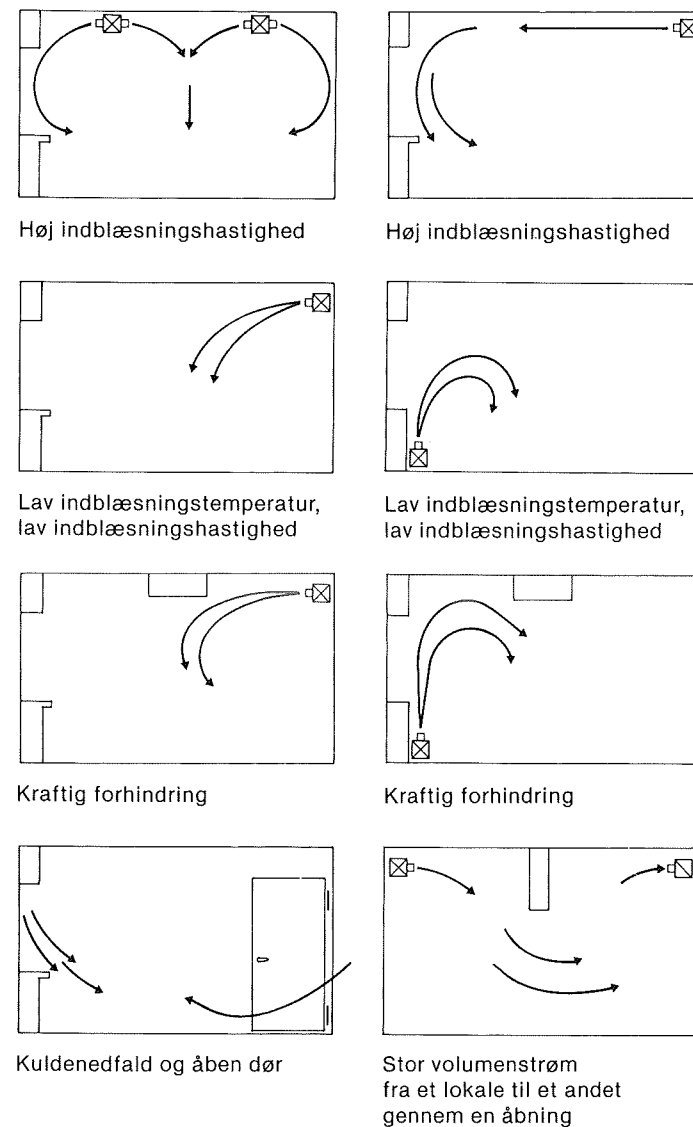 Høj indblæsningshastighed
Høj indblæsningshastighed
Lav indblæsningstemperatur,
lav indblæsningshastighed
Lav indblæsningstemperatur,
lav indblæsningshastighed
Kraftig forhindring
Kraftig forhindring
Kuldenedfald og åben dør
Stor volumenstrøm
fra et lokale til et andet
gennem en åbning